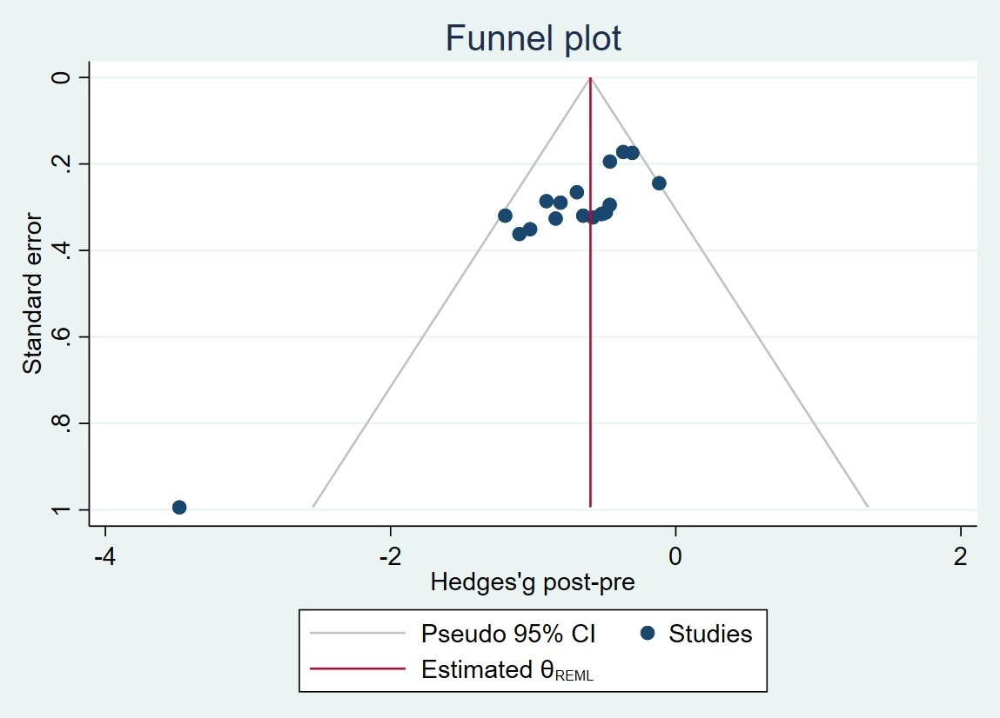 Funnel plot
Standard error
0
.2
.4
.6
.8
1
-4
-2
0
2
Hedges'g post-pre
Pseudo 95% CI
Studies
Estimated θREML